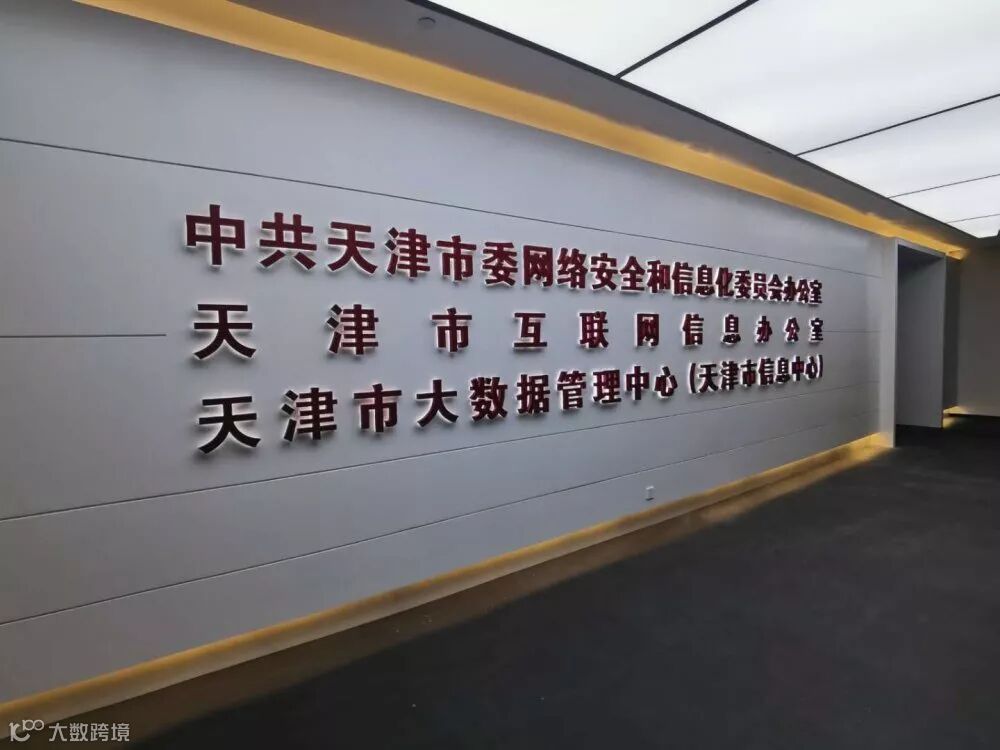 中共天津市委网络安全和信息化委员会办公室
天津市互联网信息办公室
天津市大数据管理中心(天津市信息中心)
大数跨境